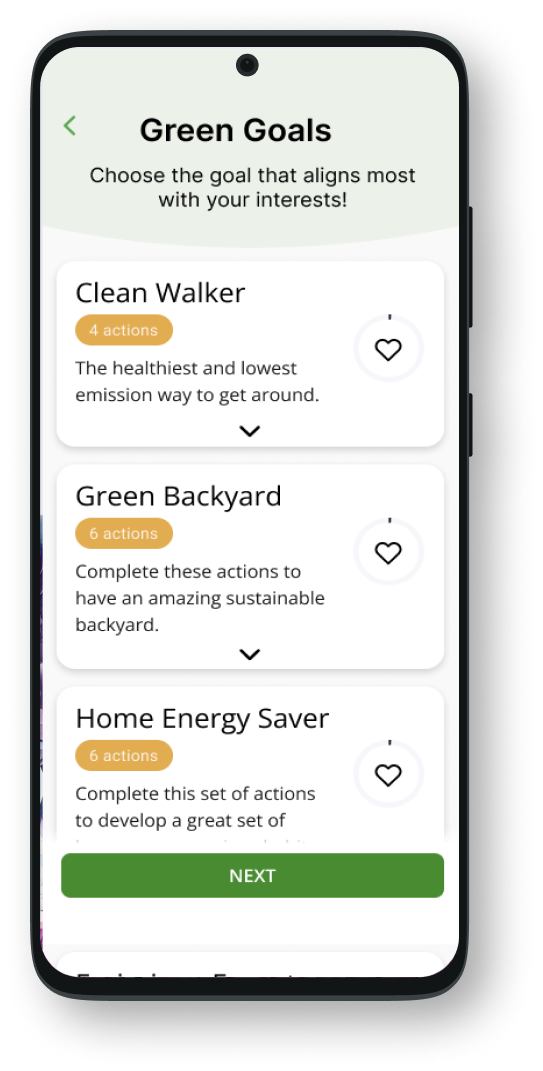 Green Goals
Choose the goal that aligns most
with your interests!
Clean Walker
4 actions
The healthiest and lowest
emission way to get around.
Green Backyard
6 actions
Complete these actions to
have an amazing sustainable
backyard.
Home Energy Saver
6 actions
Complete this set of actions
to develop a great set of
NEXT